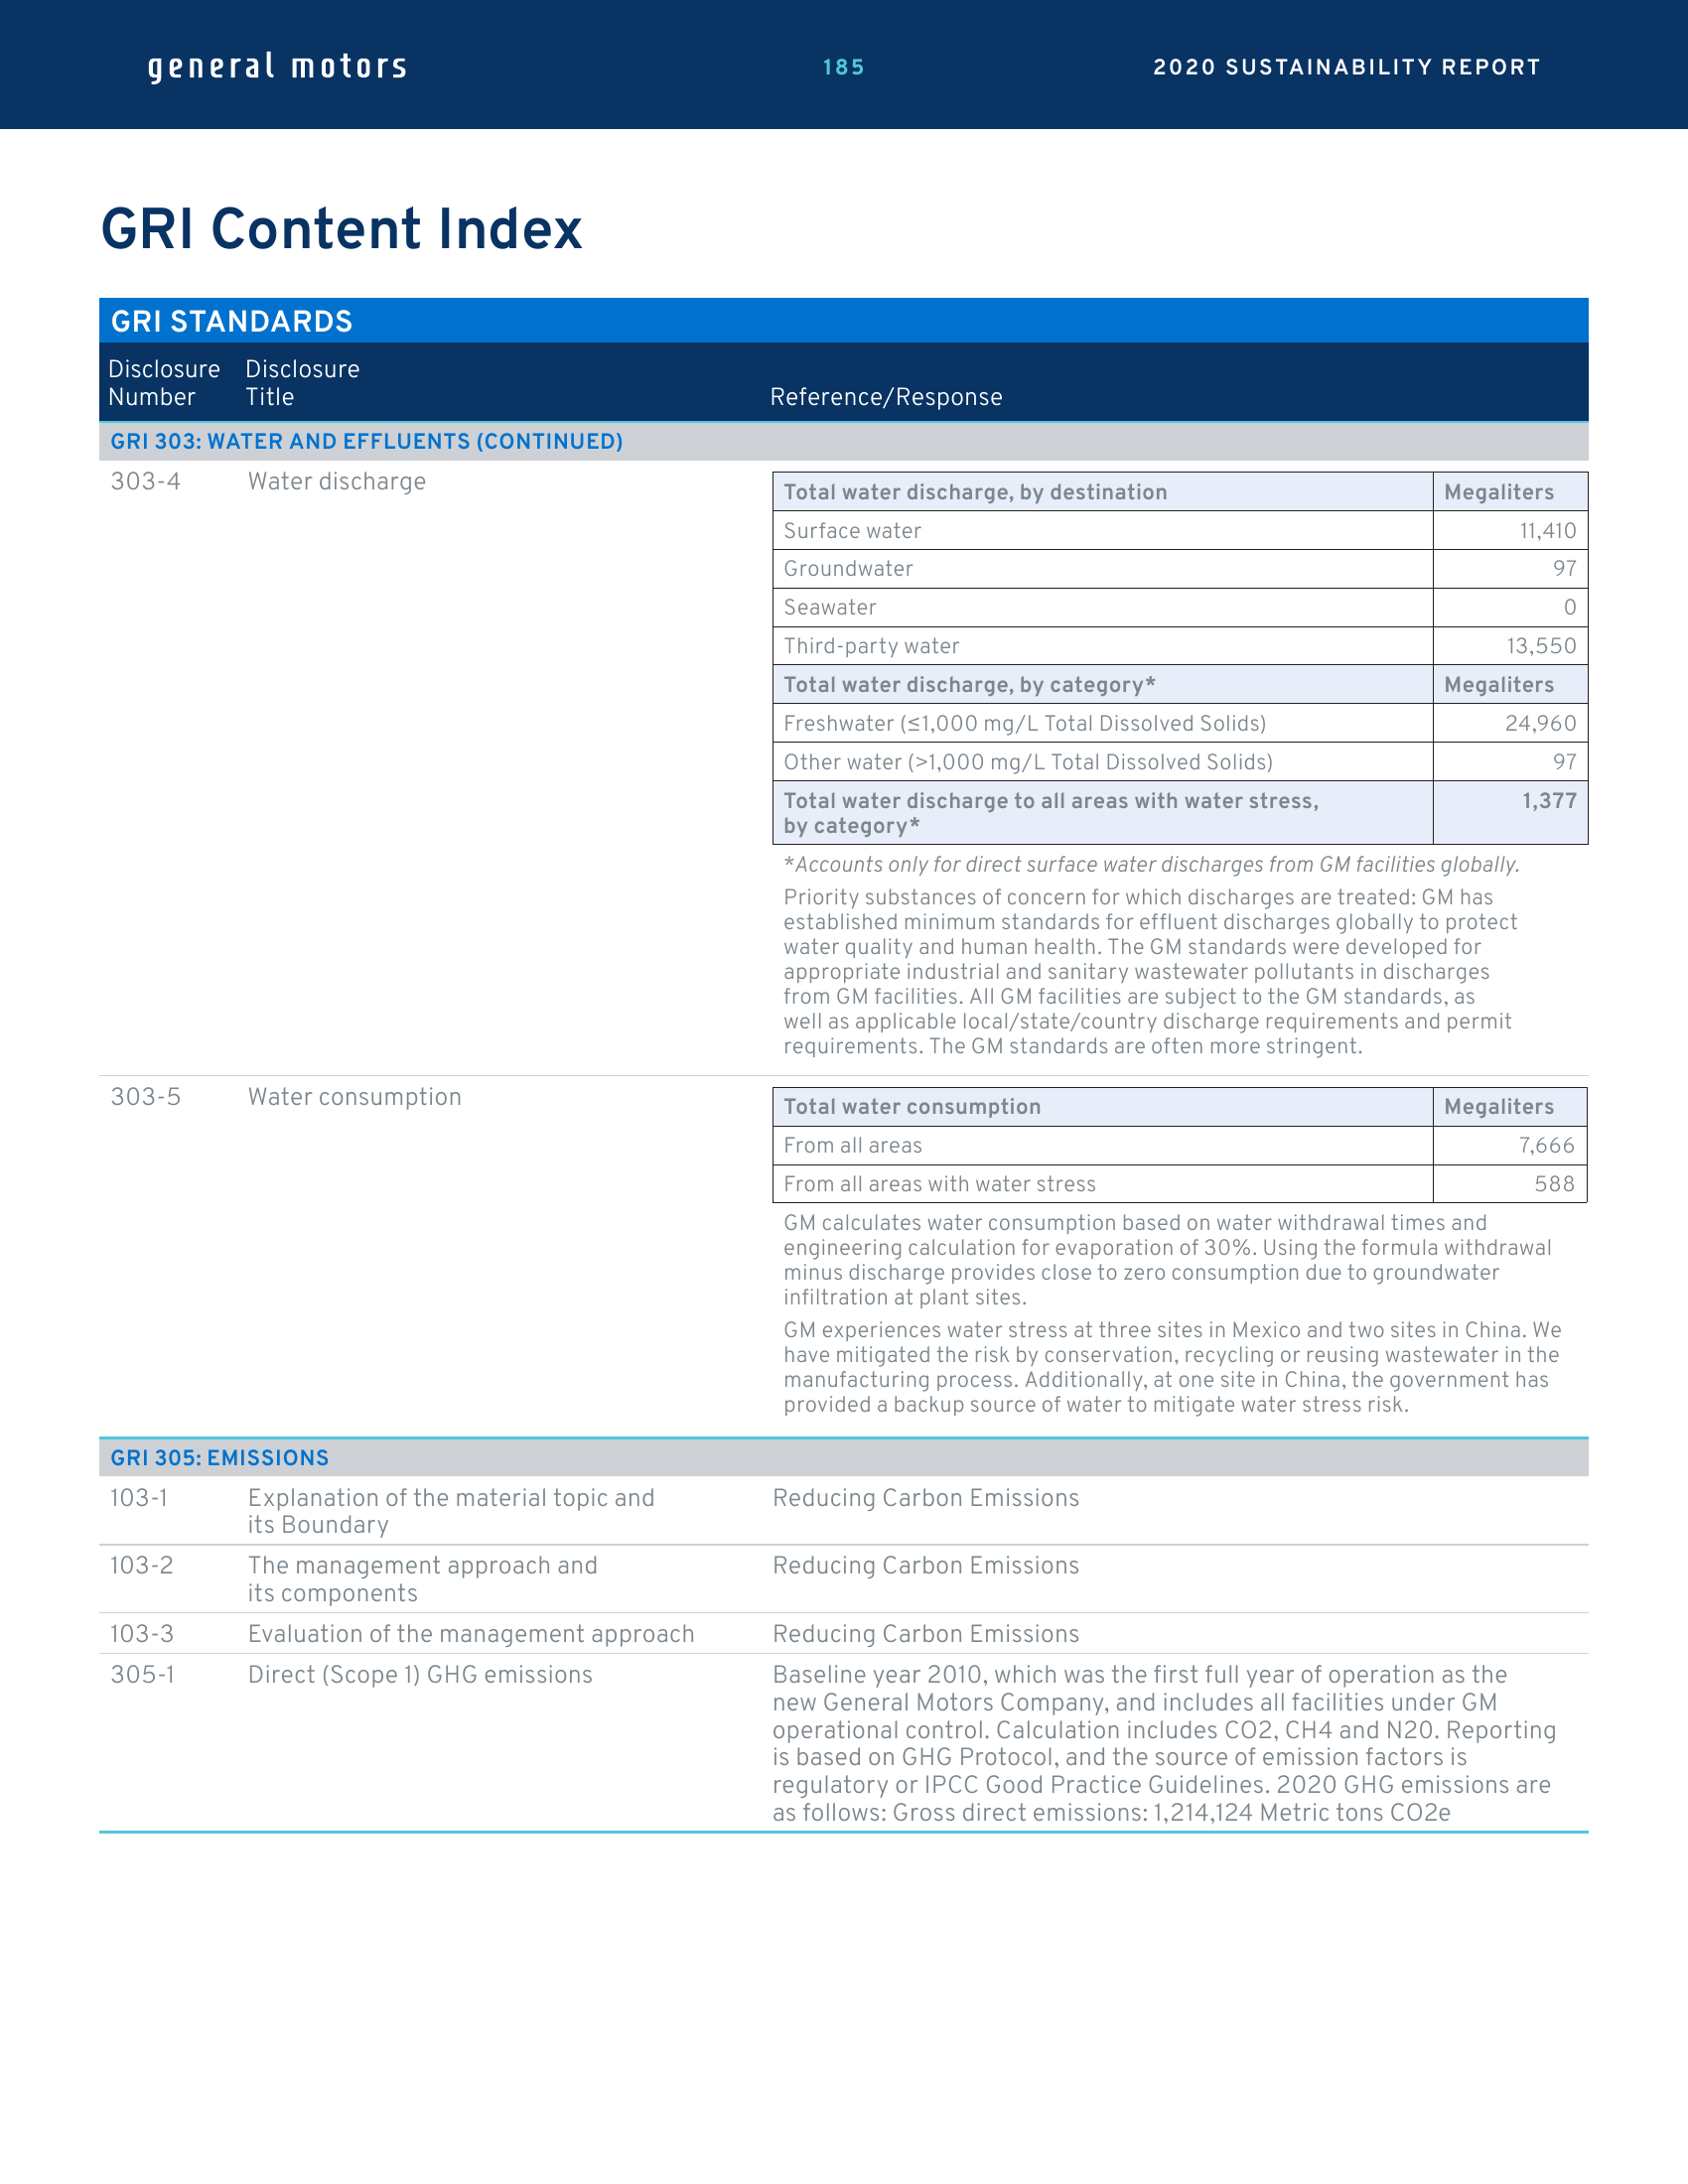 general motors
185
2020 SUSTAINABILITY REPORT
GRI Content Index
GRI STANDARDS
Disclosure Number
Disclosure Title
Reference/Response
GRI 303: WATER AND EFFLUENTS (CONTINUED)
303-4 Water discharge
Total water discharge, by destination Megaliters
Surface water 11,410
Groundwater 97
Seawater 0
Third-party water 13,550
Total water discharge, by category* Megaliters
Freshwater (≤1,000 mg/L Total Dissolved Solids) 24,960
Other water (>1,000 mg/L Total Dissolved Solids) 97
Total water discharge to all areas with water stress, 1,377
by category*
*Accounts only for direct surface water discharges from GM facilities globally.
Priority substances of concern for which discharges are treated: GM has
established minimum standards for effluent discharges globally to protect
water quality and human health. The GM standards were developed for
appropriate industrial and sanitary wastewater pollutants in discharges
from GM facilities. All GM facilities are subject to the GM standards, as
well as applicable local/state/country discharge requirements and permit
requirements. The GM standards are often more stringent.
303-5 Water consumption
Total water consumption Megaliters
From all areas 7,666
From all areas with water stress 588
GM calculates water consumption based on water withdrawal times and
engineering calculation for evaporation of 30%. Using the formula withdrawal
minus discharge provides close to zero consumption due to groundwater
infiltration at plant sites.
GM experiences water stress at three sites in Mexico and two sites in China. We
have mitigated the risk by conservation, recycling or reusing wastewater in the
manufacturing process. Additionally, at one site in China, the government has
provided a backup source of water to mitigate water stress risk.
GRI 305: EMISSIONS
103-1 Explanation of the material topic and Reducing Carbon Emissions
its Boundary
103-2 The management approach and Reducing Carbon Emissions
its components
103-3 Evaluation of the management approach Reducing Carbon Emissions
305-1 Direct (Scope 1) GHG emissions
Baseline year 2010, which was the first full year of operation as the
new General Motors Company, and includes all facilities under GM
operational control. Calculation includes CO2, CH4 and N20. Reporting
is based on GHG Protocol, and the source of emission factors is
regulatory or IPCC Good Practice Guidelines. 2020 GHG emissions are
as follows: Gross direct emissions: 1,214,124 Metric tons CO2e